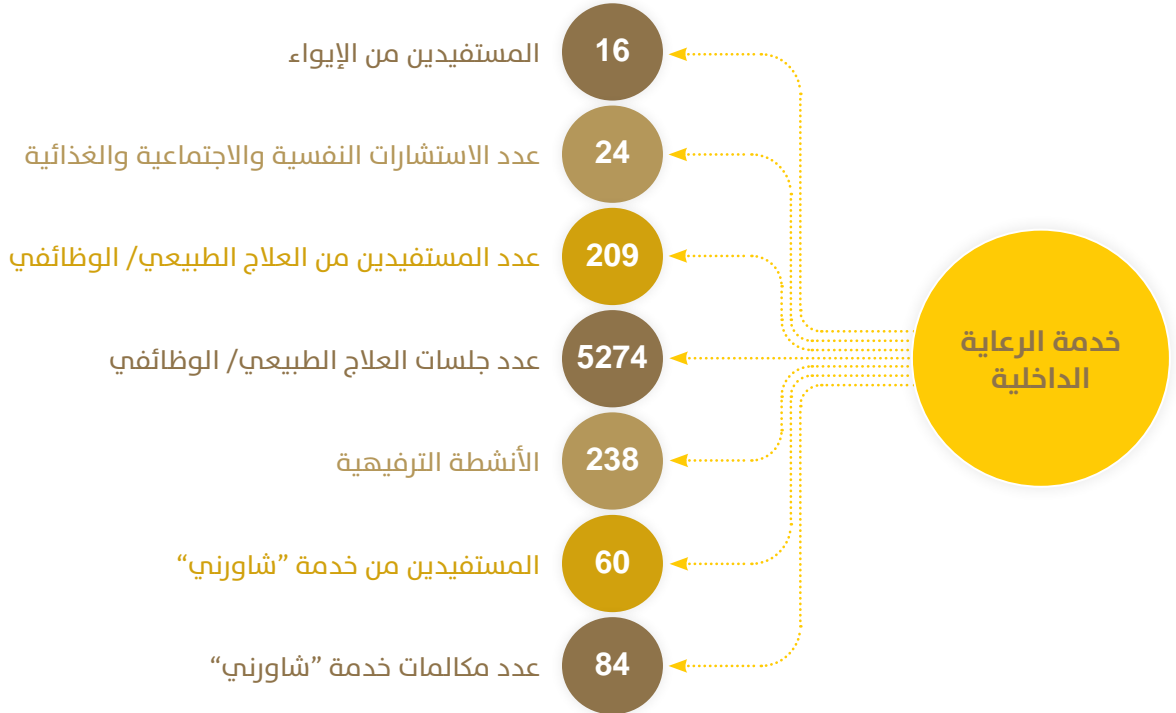 خدمة الرعاية
الداخلية
16
المستفيدين من الإيواء
24
عدد الاستشارات النفسية والاجتماعية والغذائية
209
عدد المستفيدين من العلاج الطبيعي/ الوظائفي
5274
عدد جلسات العلاج الطبيعي/ الوظائفي
238
الأنشطة الترفيهية
60
المستفيدين من خدمة ”شاورني“
84
عدد مكالمات خدمة ”شاورني“